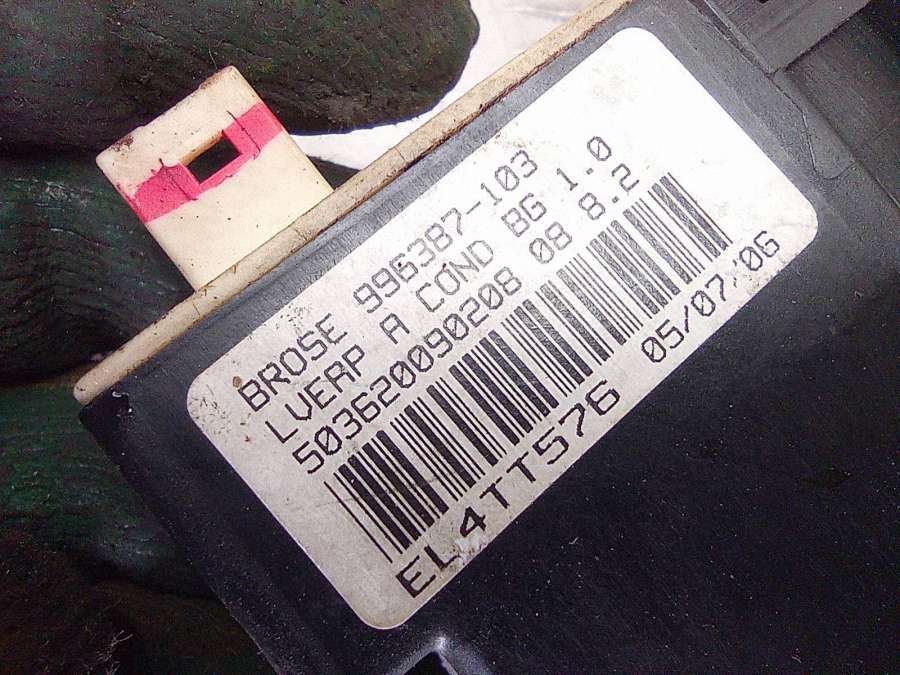 BROSE 996387-103
LVERP A COND BG 1.0
503620090208 08 8.2
EL4TT576 05/07/06